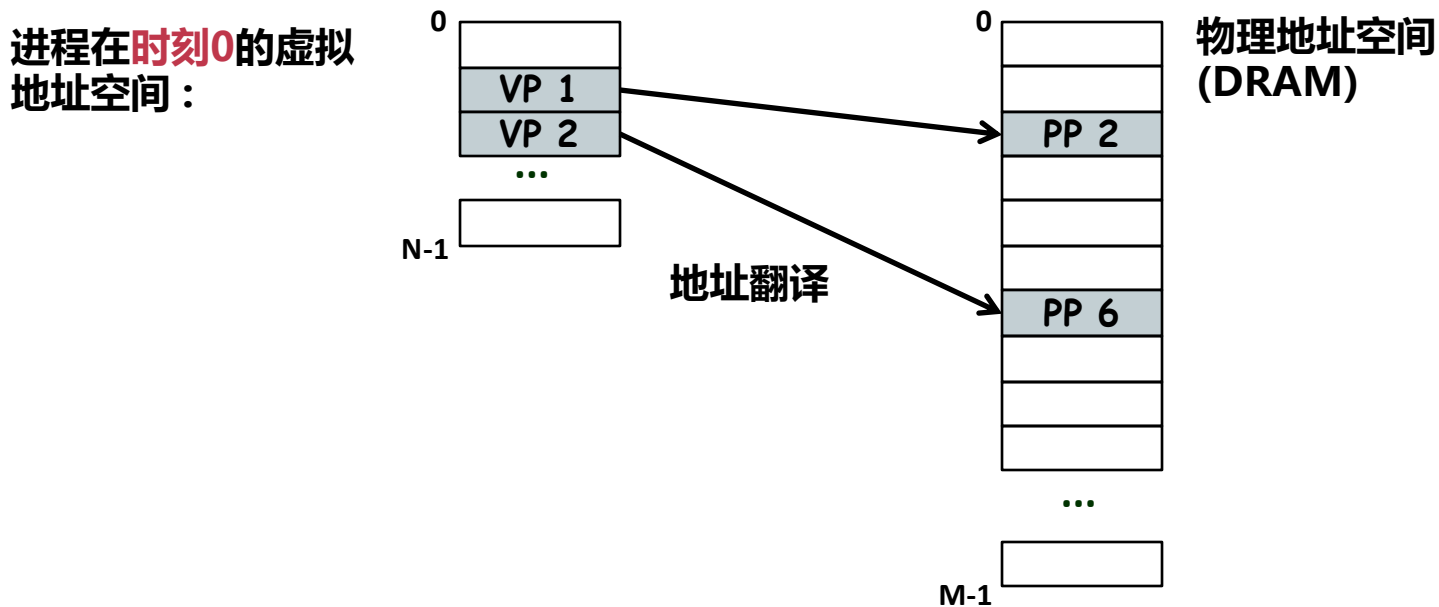 进程在时刻0的虚拟
地址空间：
0
VP 1
VP 2
...
N-1
地址翻译
0
PP 2
PP 6
...
M-1
物理地址空间
(DRAM)